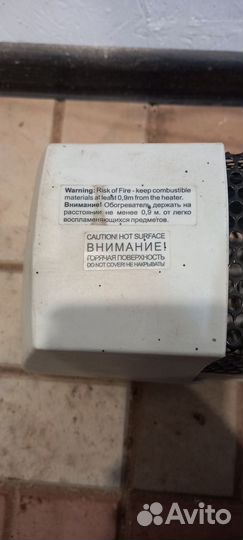 Warning: Risk of Fire - keep combustible
materials at least 0,9m from the heater.
Внимание! Обогреватель держать на
расстоянии не менее 0,9 м. от легко
воспламеняющихся предметов.
CAUTION! HOT SURFACE
ВНИМАНИЕ!
ГОРЯЧАЯ ПОВЕРХНОСТЬ
DO NOT COVER! НЕ НАКРЫВАТЬ!
Avito